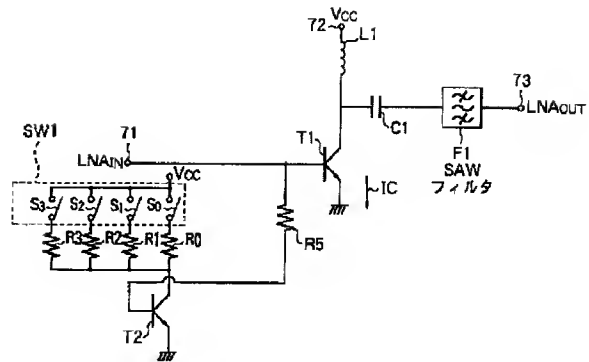 VCC
72
L1
SW1
71
LNAIN
T1
C1
73
LNAOUT
F1
SAW
フィルタ
IC
VCC
S3 S2 S1 S0
R3 R2 R1 R0
R5
T2